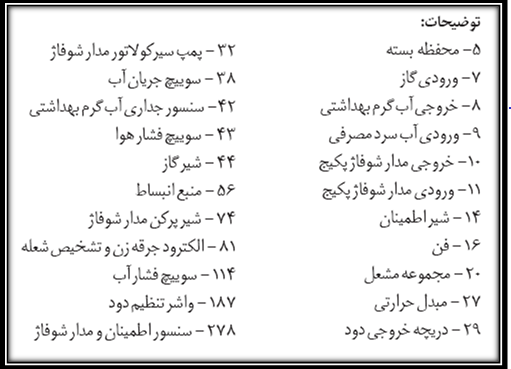 توضیحات:
۵- محفظه بسته
۷- ورودی گاز
۸- خروجی آب گرم بهداشتی
۹- ورودی آب سرد مصرفی
۱۰- خروجی مدار شوفاژ پکیج
۱۱- ورودی مدار شوفاژ پکیج
۱۴- شیر اطمینان
۱۶- فن
۲۰- مجموعه مشعل
۲۷- مبدل حرارتی
۲۹- دریچه خروجی دود
۳۲- پمپ سیرکولاتور مدار شوفاژ
۳۸- سوییچ جریان آب
۴۲- سنسور جداری آب گرم بهداشتی
۴۳- سوییچ فشار هوا
۴۴- شیر گاز
۵۶- منبع انبساط
۷۴- شیر پرکن مدار شوفاژ
۸۱- الکترود جرقه زن و تشخیص شعله
۱۱۴- سوییچ فشار آب
۱۸۷- واشر تنظیم دود
۲۷۸- سنسور اطمینان و مدار شوفاژ